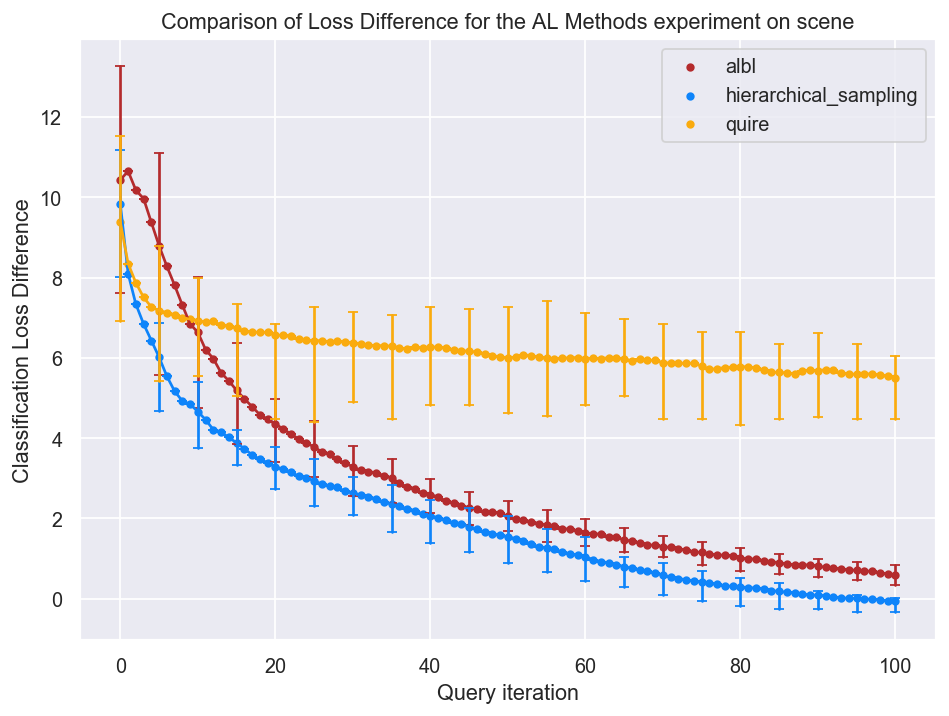 Comparison of Loss Difference for the AL Methods experiment on scene
albl
hierarchical_sampling
quire
Classification Loss Difference
12
10
8
6
4
2
0
0 20 40 60 80 100
Query iteration